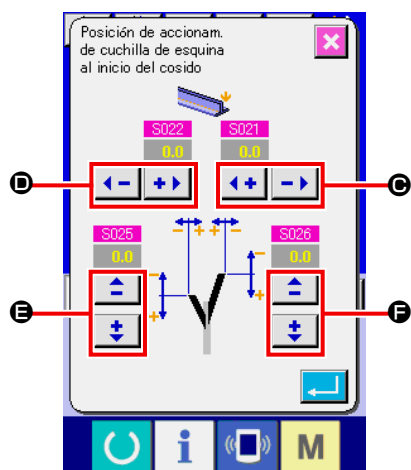 Posición de accionam.
de cuchilla de esquina
al inicio del cosido
S022 S021
0.0 0.0
D C
S025 S026
0.0 0.0
E F
M